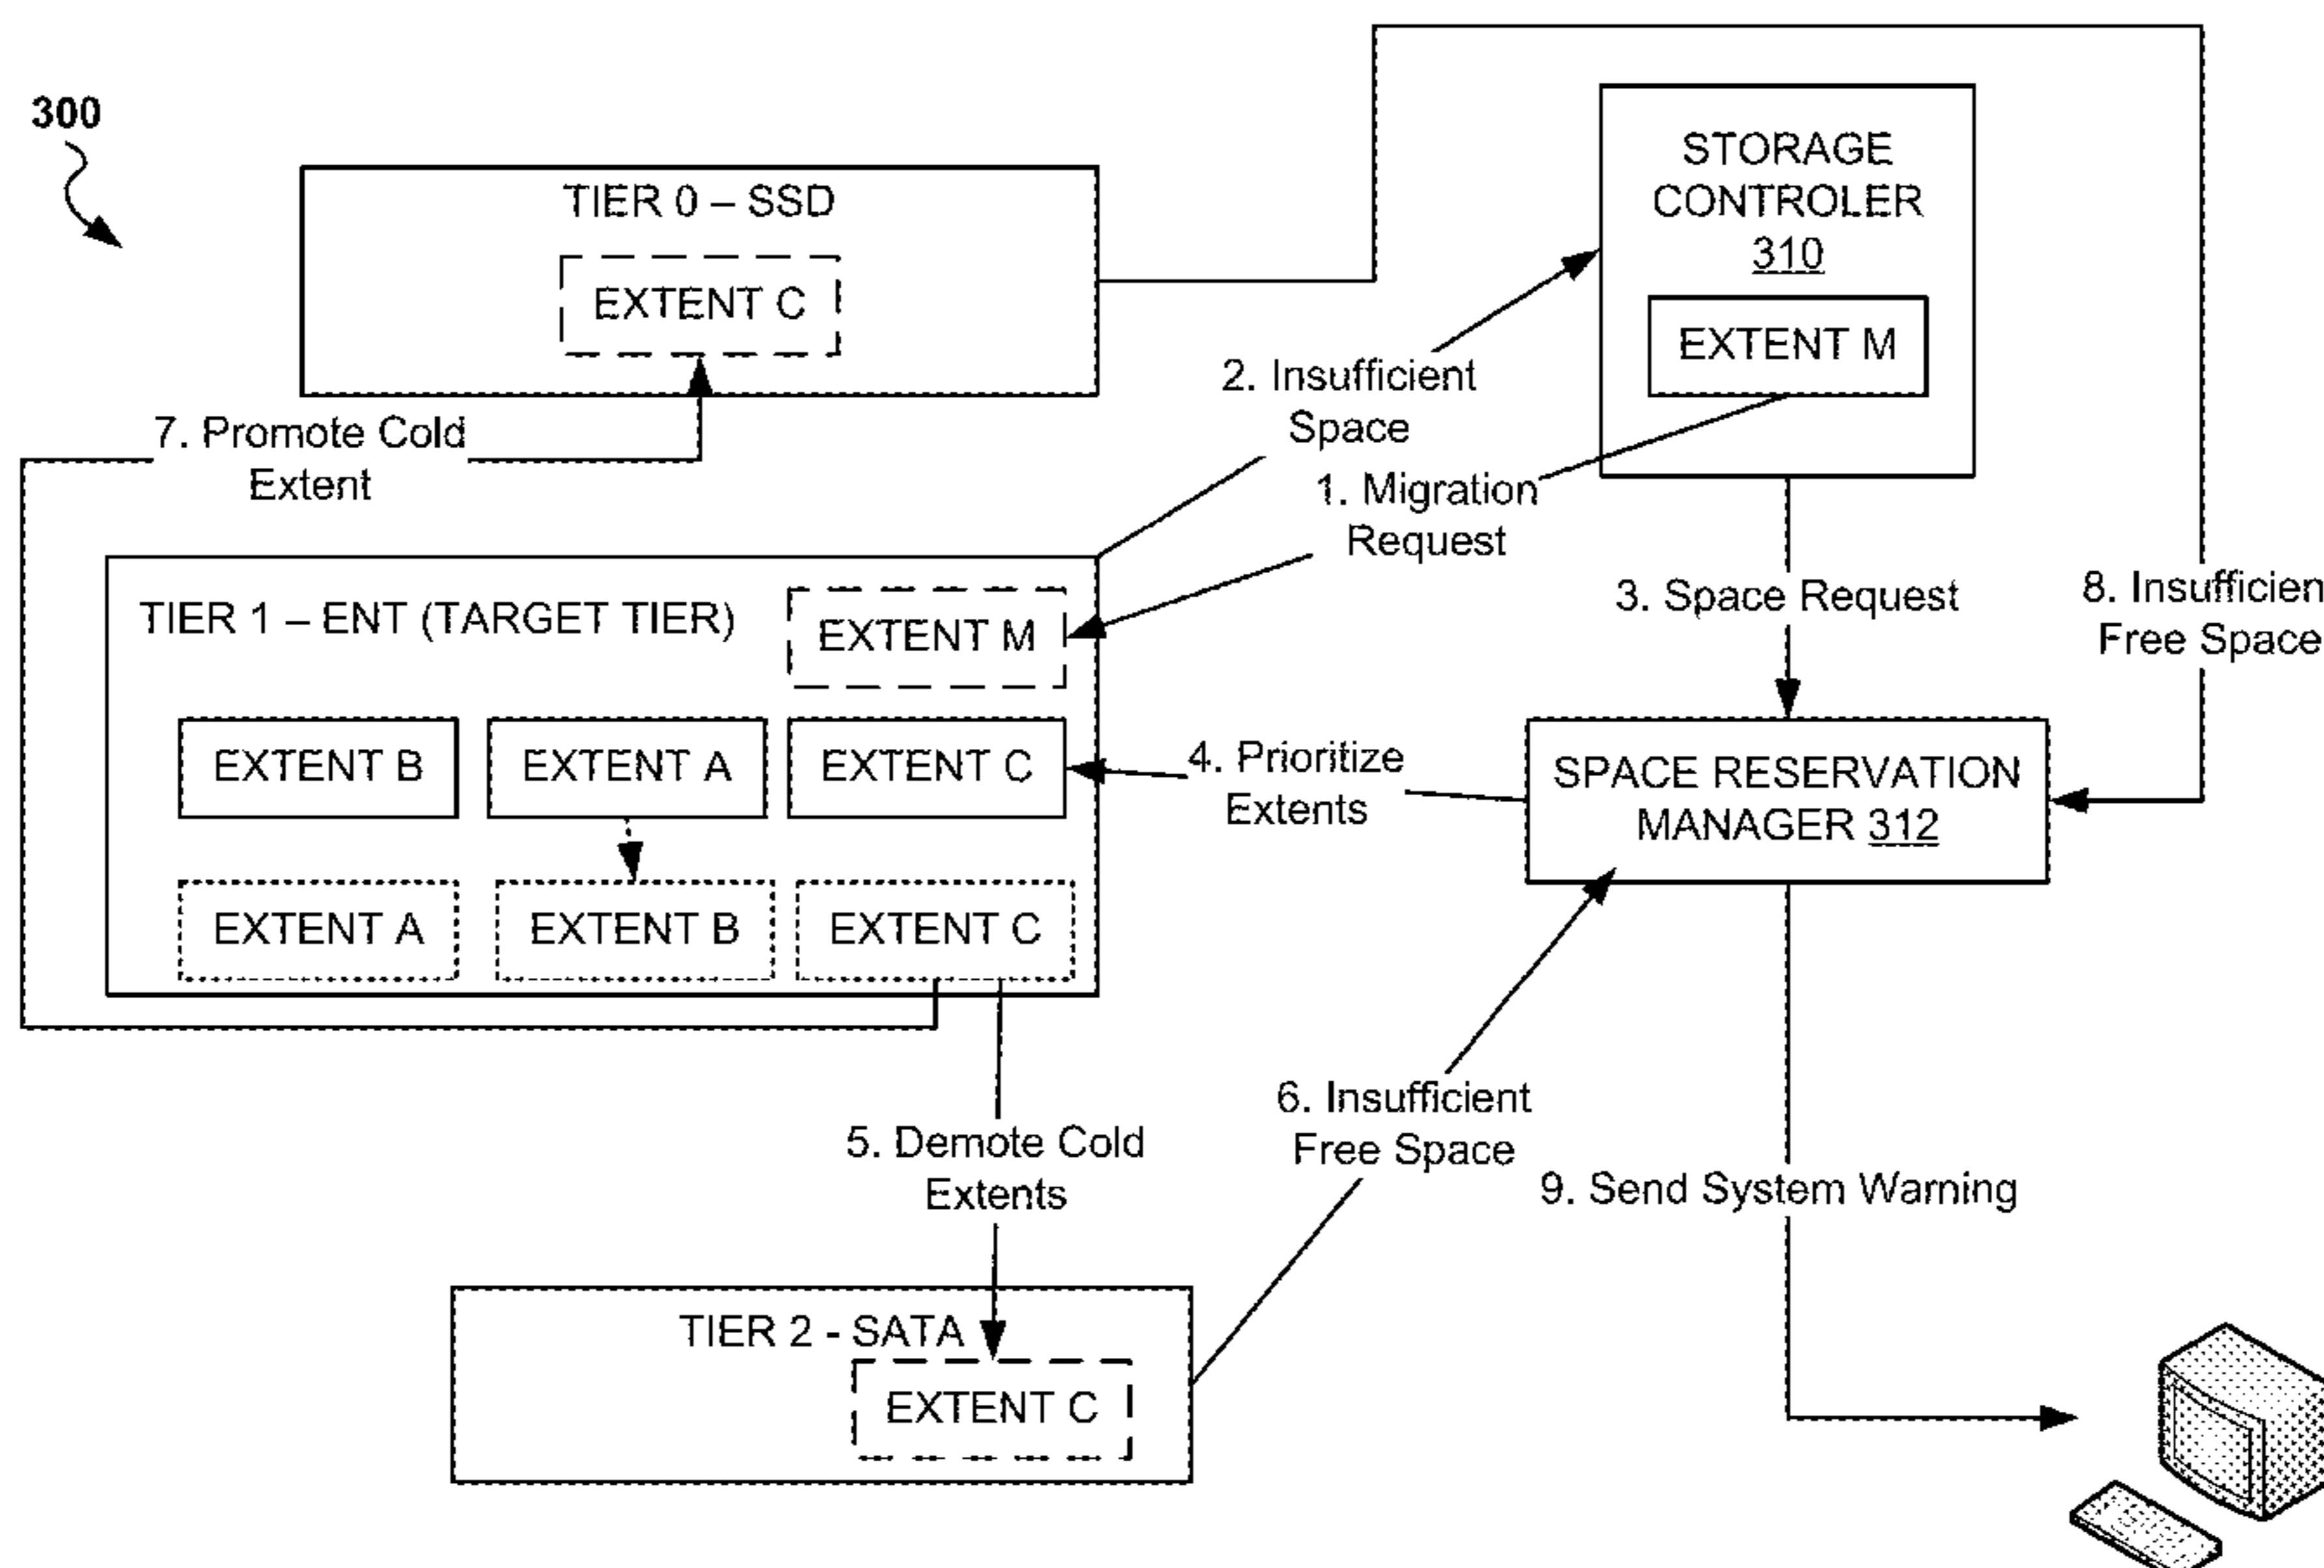 300
TIER 0 – SSD
EXTENT C
STORAGE
CONTROLER
310
EXTENT M
2. Insufficient
Space
7. Promote Cold
Extent
1. Migration
Request
TIER 1 – ENT (TARGET TIER)
EXTENT M
3. Space Request
8. Insufficien
Free Space
EXTENT B
EXTENT A
EXTENT C
4. Prioritize
Extents
SPACE RESERVATION
MANAGER 312
EXTENT A
EXTENT B
EXTENT C
5. Demote Cold
Extents
6. Insufficient
Free Space
9. Send System Warning
TIER 2 - SATA
EXTENT C